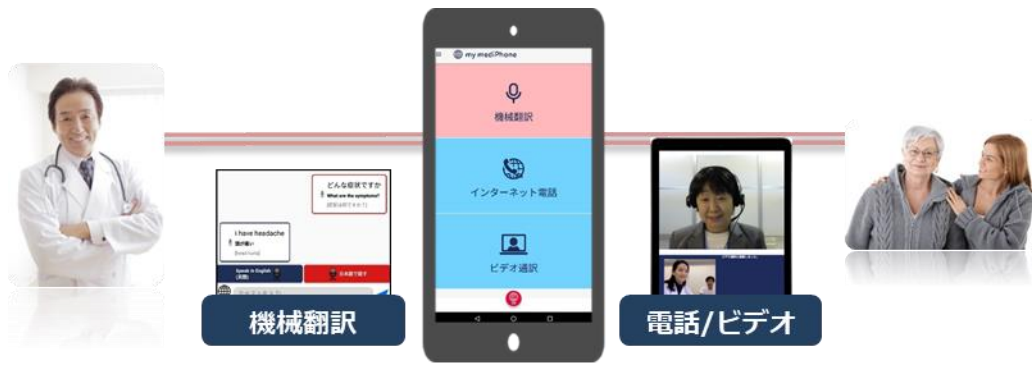 my mediPhone
機械翻訳
インターネット電話
ビデオ通訳
どんな症状ですか
What are the symptoms?
i have headache
頭が痛い
Speak in English
(英語)
日本語で話す
機械翻訳
電話/ビデオ